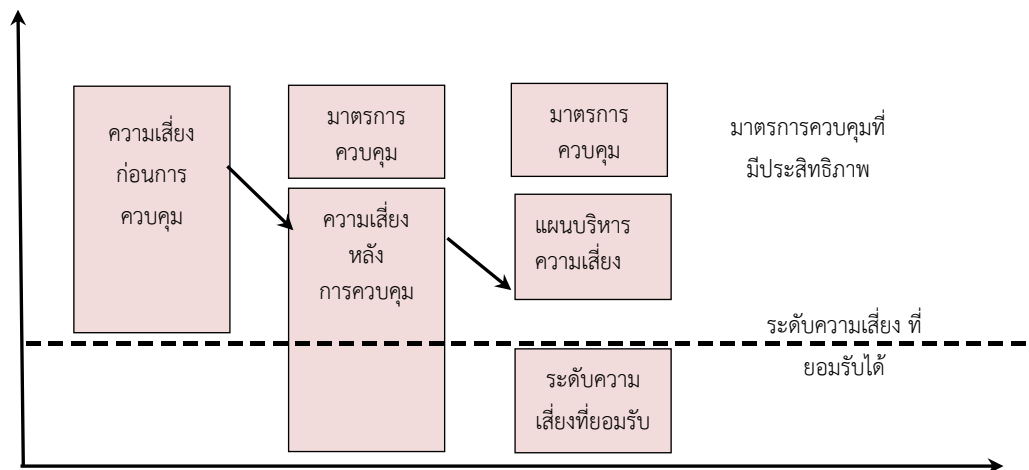 ความเสี่ยง
ก่อนการ
ควบคุม
มาตรการ
ควบคุม
ความเสี่ยง
หลัง
การควบคุม
มาตรการ
ควบคุม
แผนบริหาร
ความเสี่ยง
ระดับความ
เสี่ยงที่ยอมรับ
มาตรการควบคุมที่
มีประสิทธิภาพ
ระดับความเสี่ยง ที่
ยอมรับได้